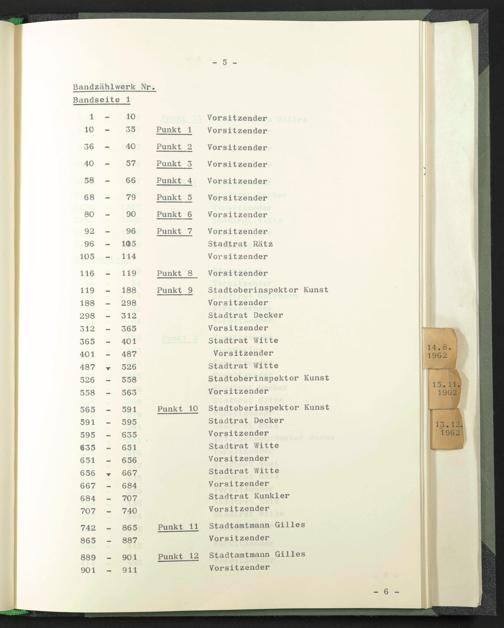 - 5 -
Bandzählwerk Nr.
Bandseite 1
1 - 10 Vorsitzender
10 - 35 Punkt 1 Vorsitzender
36 - 40 Punkt 2 Vorsitzender
40 - 57 Punkt 3 Vorsitzender
58 - 66 Punkt 4 Vorsitzender
68 - 79 Punkt 5 Vorsitzender
80 - 90 Punkt 6 Vorsitzender
92 - 96 Punkt 7 Vorsitzender
96 - 105 Stadtrat Rätz
105 - 114 Vorsitzender
116 - 119 Punkt 8 Vorsitzender
119 - 188 Punkt 9 Stadtoberinspektor Kunst
188 - 298 Vorsitzender
298 - 312 Stadtrat Decker
312 - 365 Vorsitzender
365 - 401 Stadtrat Witte
401 - 487 Vorsitzender
487 - 526 Stadtrat Witte
526 - 558 Stadtoberinspektor Kunst
558 - 563 Vorsitzender
565 - 591 Punkt 10 Stadtoberinspektor Kunst
591 - 595 Stadtrat Decker
595 - 635 Vorsitzender
635 - 651 Stadtrat Witte
651 - 656 Vorsitzender
656 - 667 Stadtrat Witte
667 - 684 Vorsitzender
684 - 707 Stadtrat Kunkler
707 - 740 Vorsitzender
742 - 865 Punkt 11 Stadtamtmann Gilles
865 - 887 Vorsitzender
889 - 901 Punkt 12 Stadtamtmann Gilles
901 - 911 Vorsitzender
- 6 -
14.8.
1962
15.11.
1962
13.12.
1962